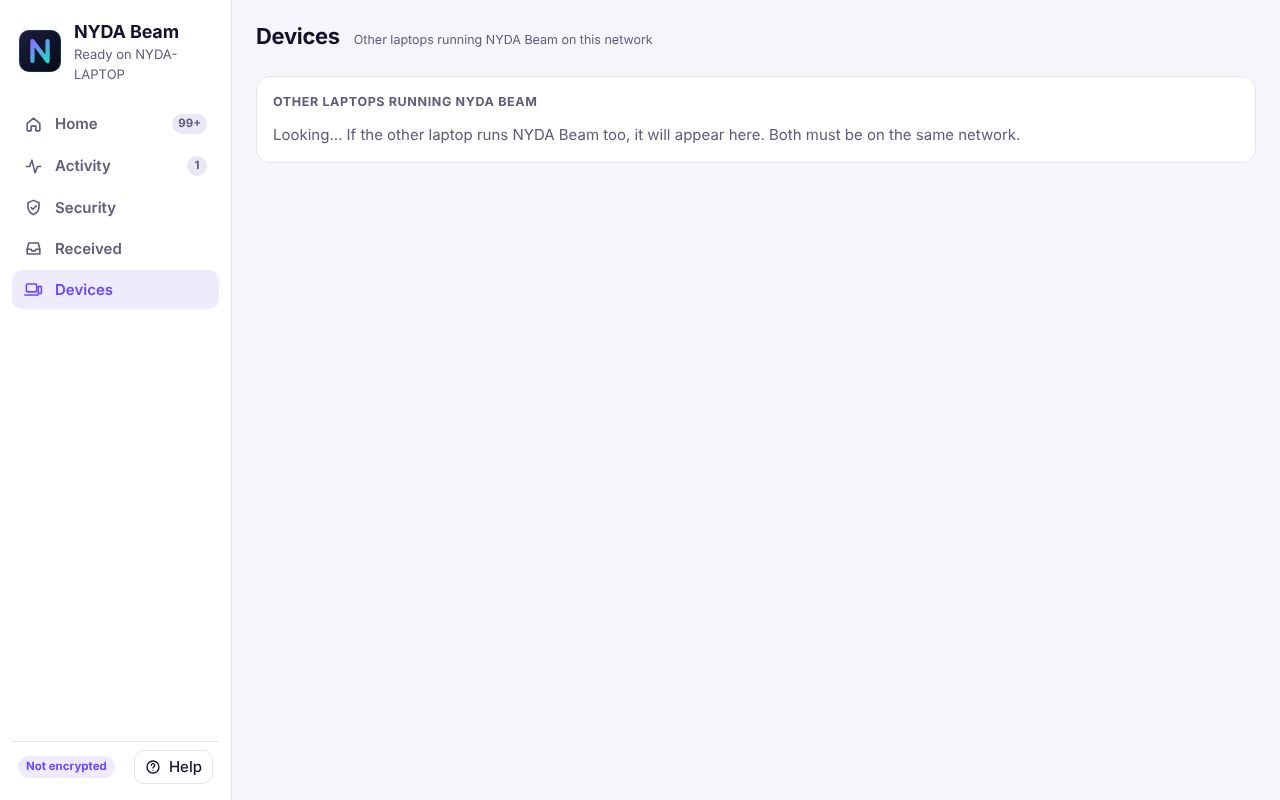 NYDA Beam
Ready on NYDA-
LAPTOP
Home 99+
Activity 1
Security
Received
Devices
Not encrypted
Help
Devices Other laptops running NYDA Beam on this network
OTHER LAPTOPS RUNNING NYDA BEAM
Looking... If the other laptop runs NYDA Beam too, it will appear here. Both must be on the same network.